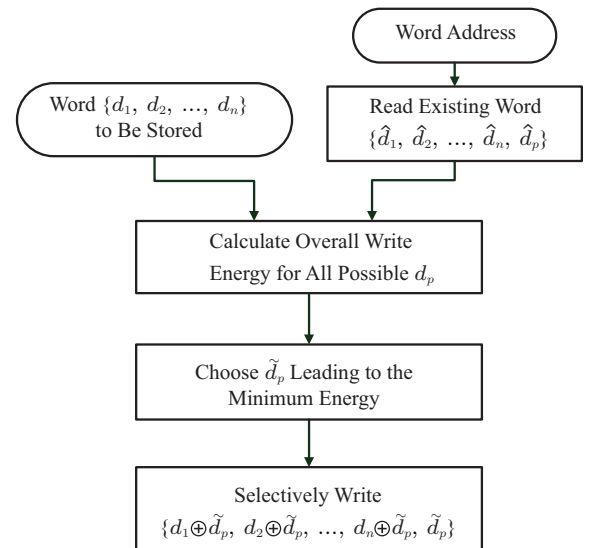 Word Address
Word {d₁, d₂, ..., dₙ}
to Be Stored
Read Existing Word
{d̂₁, d̂₂, ..., d̂ₙ, d̂ₚ}
Calculate Overall Write
Energy for All Possible dₚ
Choose d̃ₚ Leading to the
Minimum Energy
Selectively Write
{d₁⊕d̃ₚ, d₂⊕d̃ₚ, ..., dₙ⊕d̃ₚ, d̃ₚ}